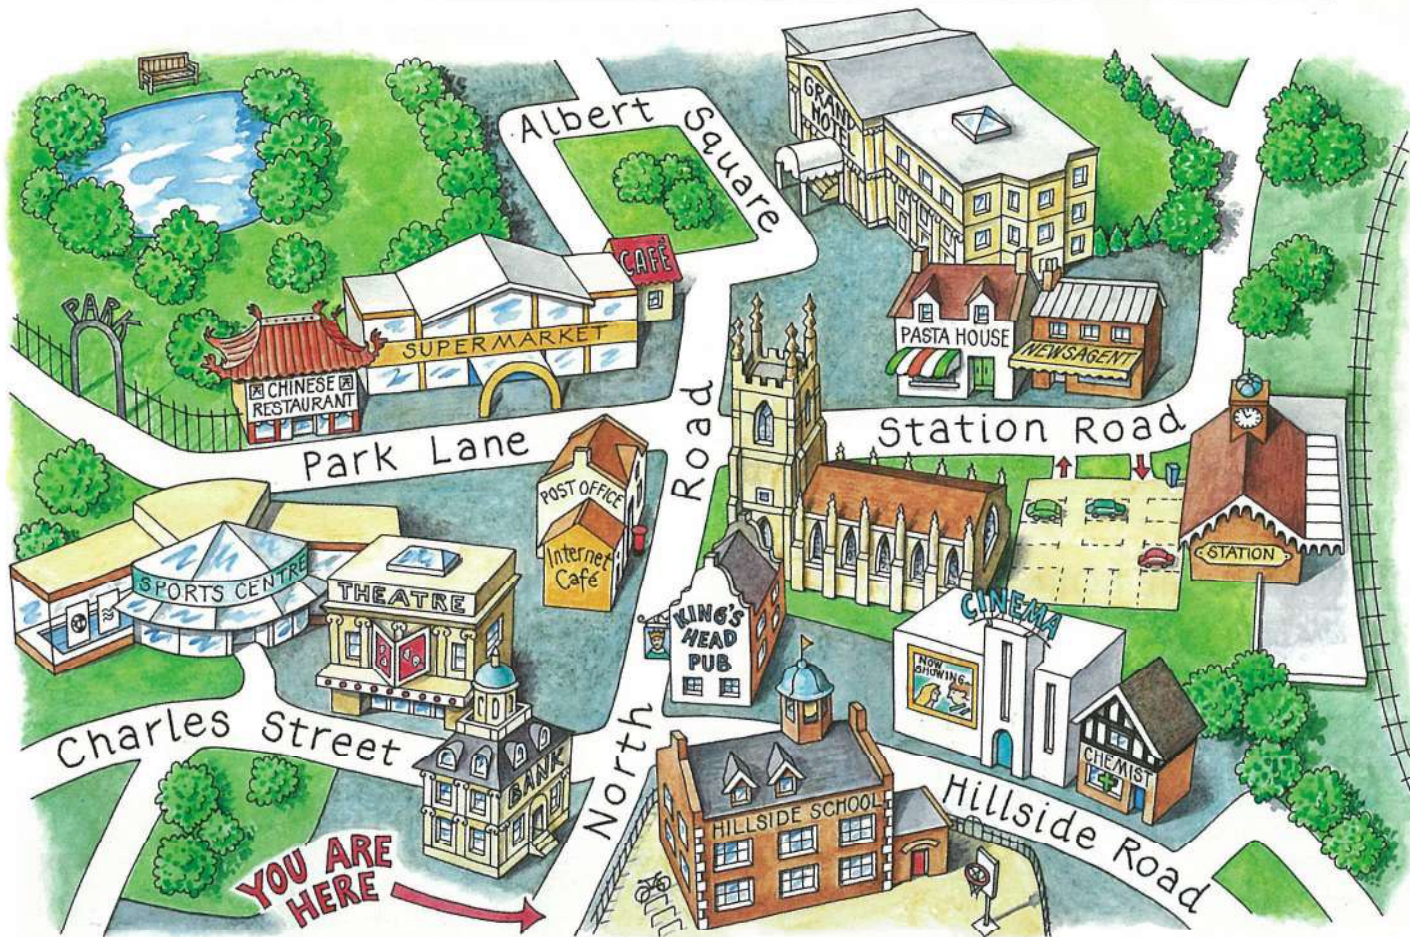 Albert
Square
GRAND
HOTE
CAFÉ
PARK
SUPERMARKET
CHINESE
RESTAURANT
PASTA HOUSE
NEWSAGENT
Park Lane
Road
Station Road
POST OFFICE
Internet
Café
SPORTS CENTRE
THEATRE
STATION
KING'S
HEAD
PUB
CINEMA
NOW
SHOWING
Charles Street
BANK
North
HILLSIDE SCHOOL
CHEMIST
Hillside Road
YOU ARE
HERE